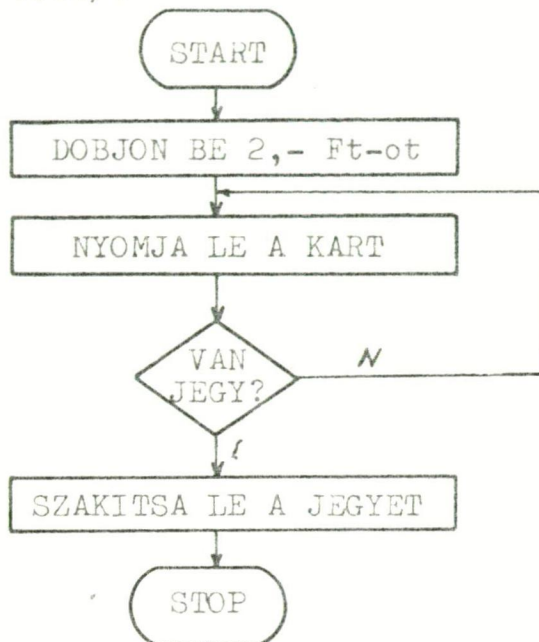 START
DOBJON BE 2,- Ft-ot
NYOMJA LE A KART
VAN
JEGY?
N
SZAKITSA LE A JEGYET
STOP